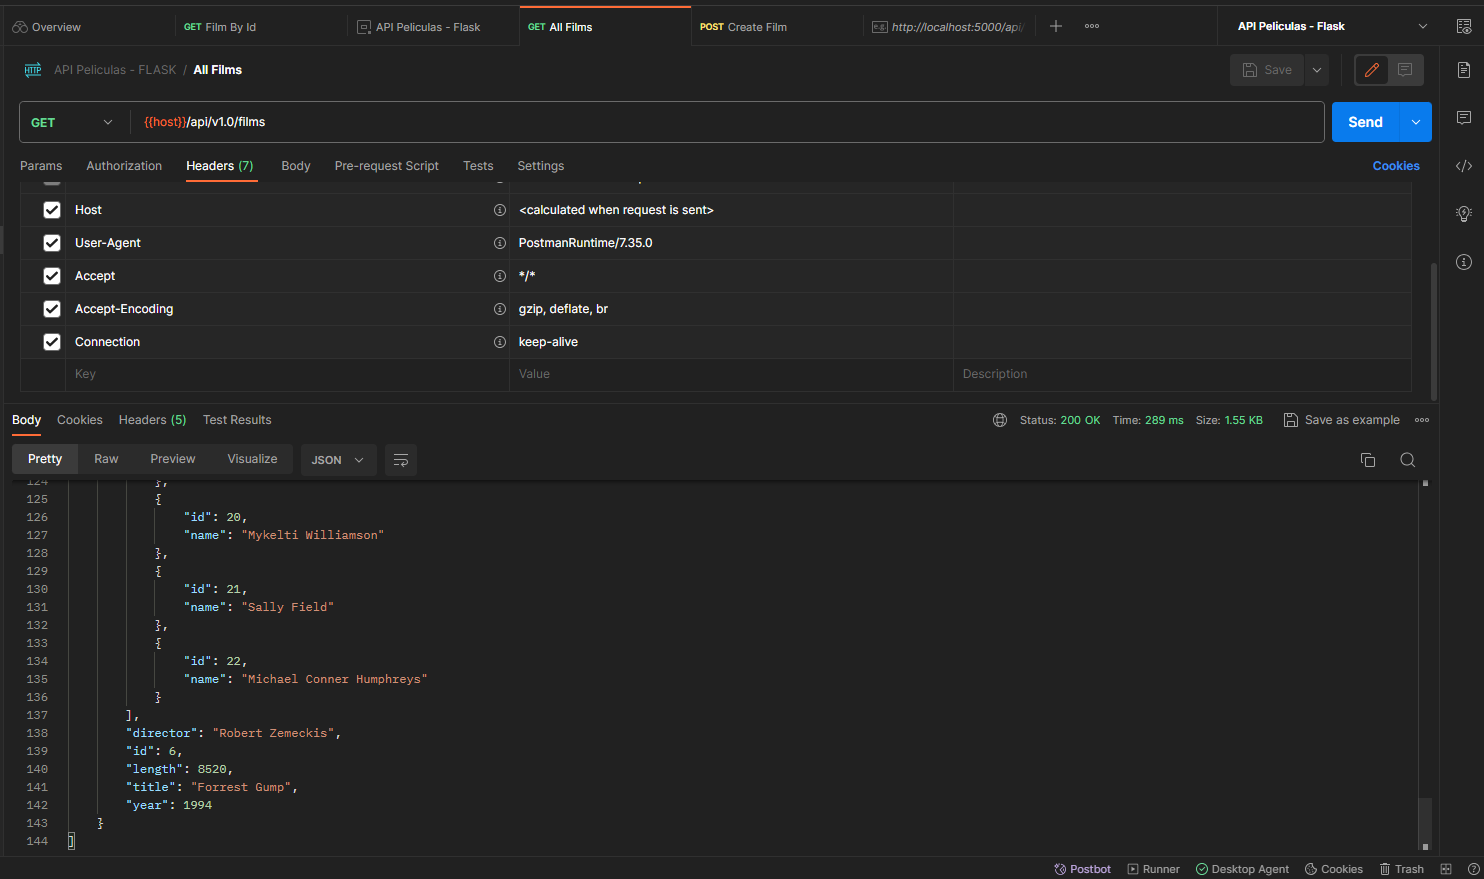 Overview
GET Film By Id
API Peliculas - Flask
GET All Films
POST Create Film
e.g. http://localhost:5000/api/
API Peliculas - Flask
HTTP API Peliculas - FLASK / All Films
Save
GET {{host}}/api/v1.0/films
Send
Params Authorization Headers (7) Body Pre-request Script Tests Settings
Cookies
Host <calculated when request is sent>
User-Agent PostmanRuntime/7.35.0
Accept */*
Accept-Encoding gzip, deflate, br
Connection keep-alive
Key Value Description
Body Cookies Headers (5) Test Results
Status: 200 OK Time: 289 ms Size: 1.55 KB Save as example
Pretty Raw Preview Visualize JSON
124 },
125 {
126 "id": 20,
127 "name": "Mykelti Williamson"
128 },
129 {
130 "id": 21,
131 "name": "Sally Field"
132 },
133 {
134 "id": 22,
135 "name": "Michael Conner Humphreys"
136 }
137 ],
138 "director": "Robert Zemeckis",
139 "id": 6,
140 "length": 8520,
141 "title": "Forrest Gump",
142 "year": 1994
143 }
144 ]
Postbot Runner Desktop Agent Cookies Trash